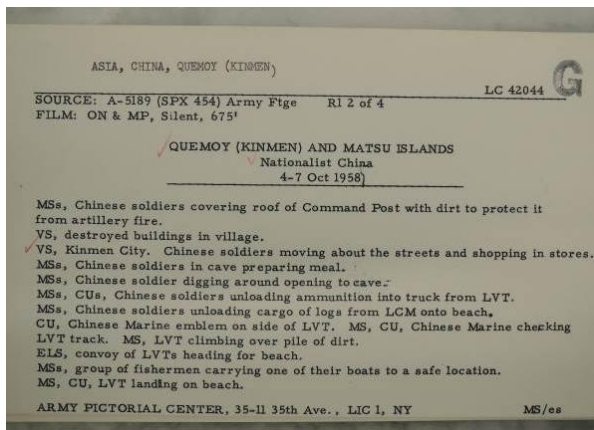 ASIA, CHINA, QUEMOY (KINMEN)
G
LC 42044
SOURCE: A-5189 (SPX 454) Army Ftge R1 2 of 4
FILM: ON & MP, Silent, 675'
QUEMOY (KINMEN) AND MATSU ISLANDS
Nationalist China
4-7 Oct 1958)
MSs, Chinese soldiers covering roof of Command Post with dirt to protect it
from artillery fire.
VS, destroyed buildings in village.
VS, Kinmen City. Chinese soldiers moving about the streets and shopping in stores.
MSs, Chinese soldiers in cave preparing meal.
MSs, Chinese soldier digging around opening to cave.
MSs, CUs, Chinese soldiers unloading ammunition into truck from LVT.
MSs, Chinese soldiers unloading cargo of logs from LCM onto beach.
CU, Chinese Marine emblem on side of LVT. MS, CU, Chinese Marine checking
LVT track. MS, LVT climbing over pile of dirt.
ELS, convoy of LVTs heading for beach.
MSs, group of fishermen carrying one of their boats to a safe location.
MS, CU, LVT landing on beach.
ARMY PICTORIAL CENTER, 35-11 35th Ave., LIC 1, NY MS/es